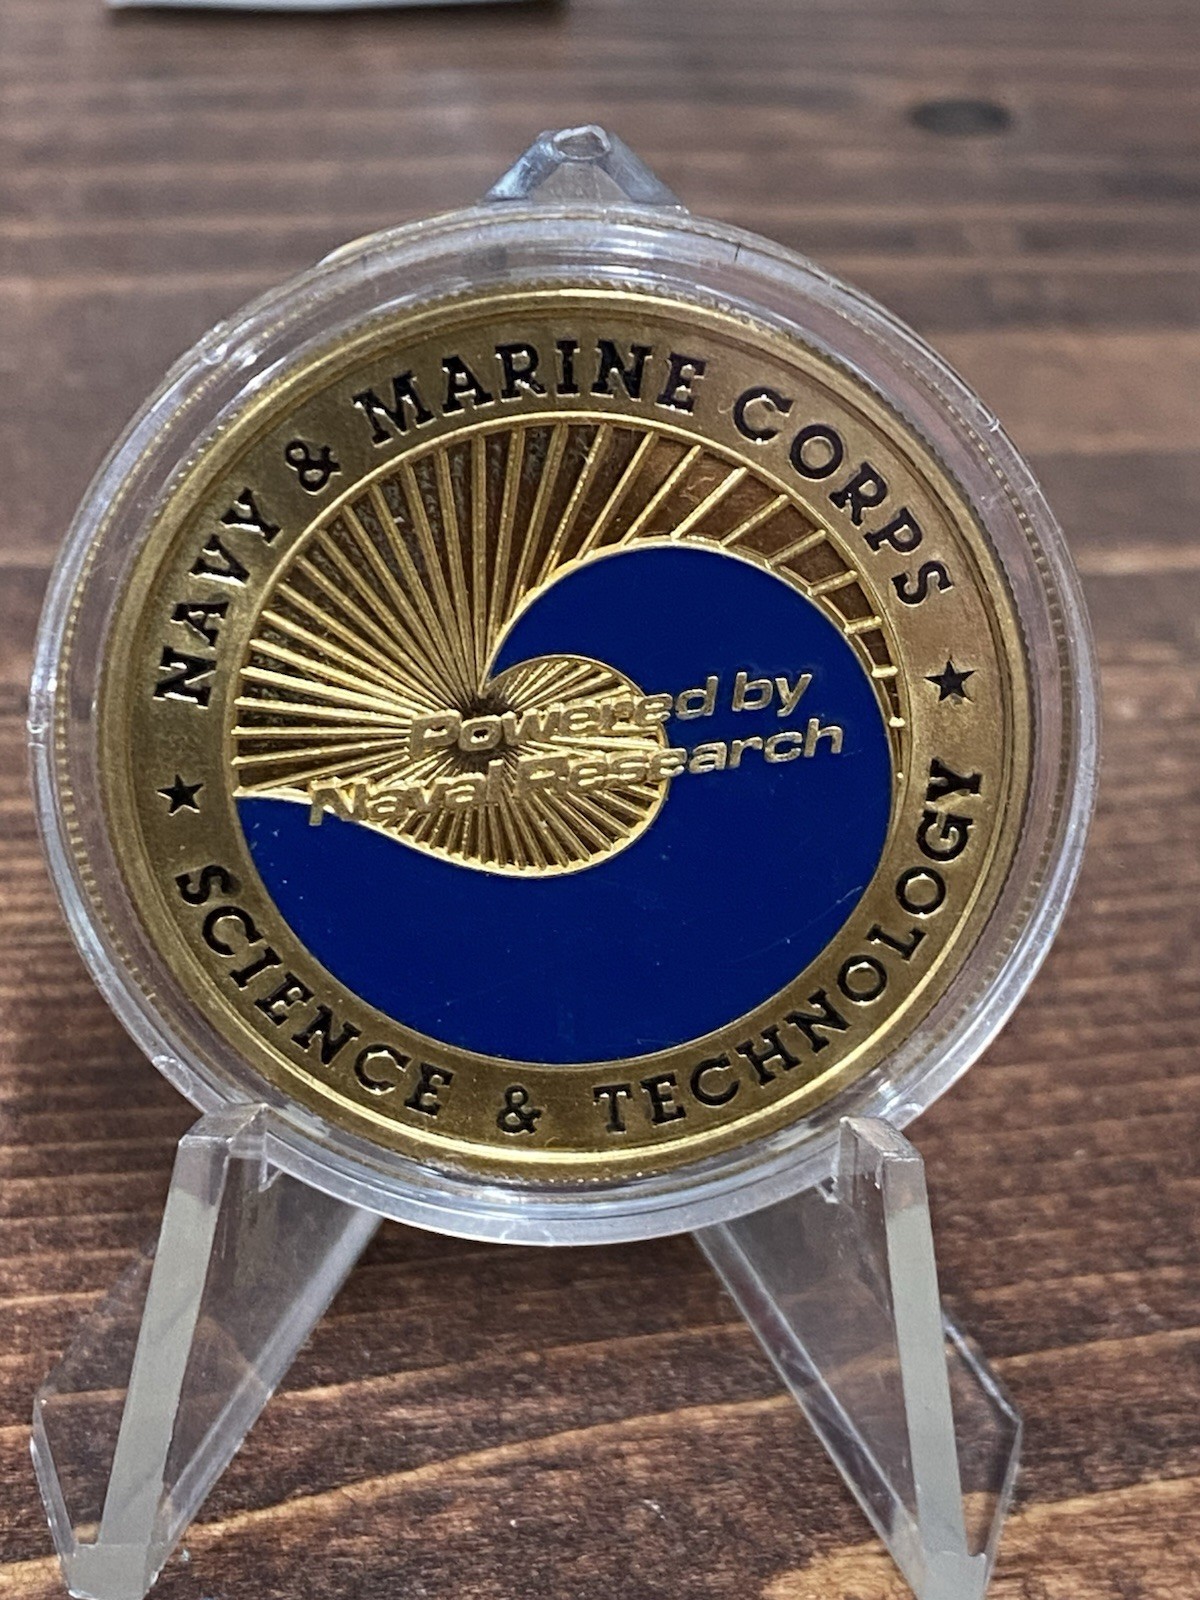 NAVY & MARINE CORPS
Powered by
Naval Research
SCIENCE & TECHNOLOGY